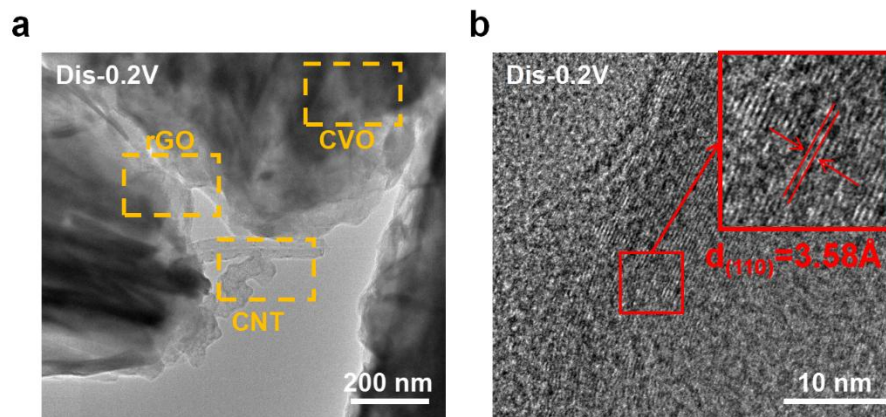 a
Dis-0.2V
rGO
CVO
CNT
200 nm
b
Dis-0.2V
d(110)=3.58Å
10 nm